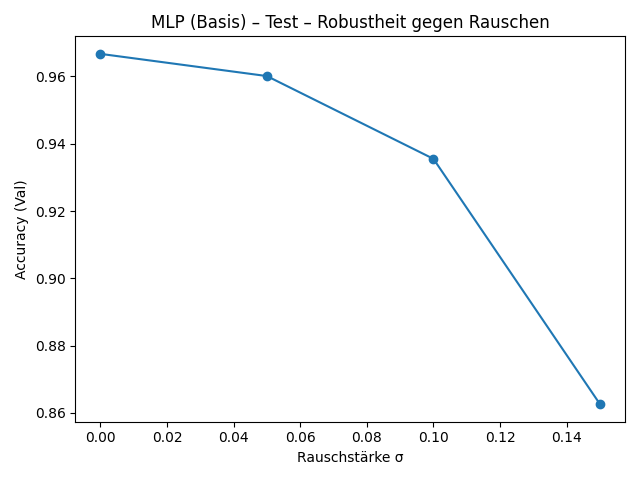 MLP (Basis) – Test – Robustheit gegen Rauschen
0.96
0.94
0.92
0.90
0.88
0.86
Accuracy (Val)
0.00 0.02 0.04 0.06 0.08 0.10 0.12 0.14
Rauschstärke σ